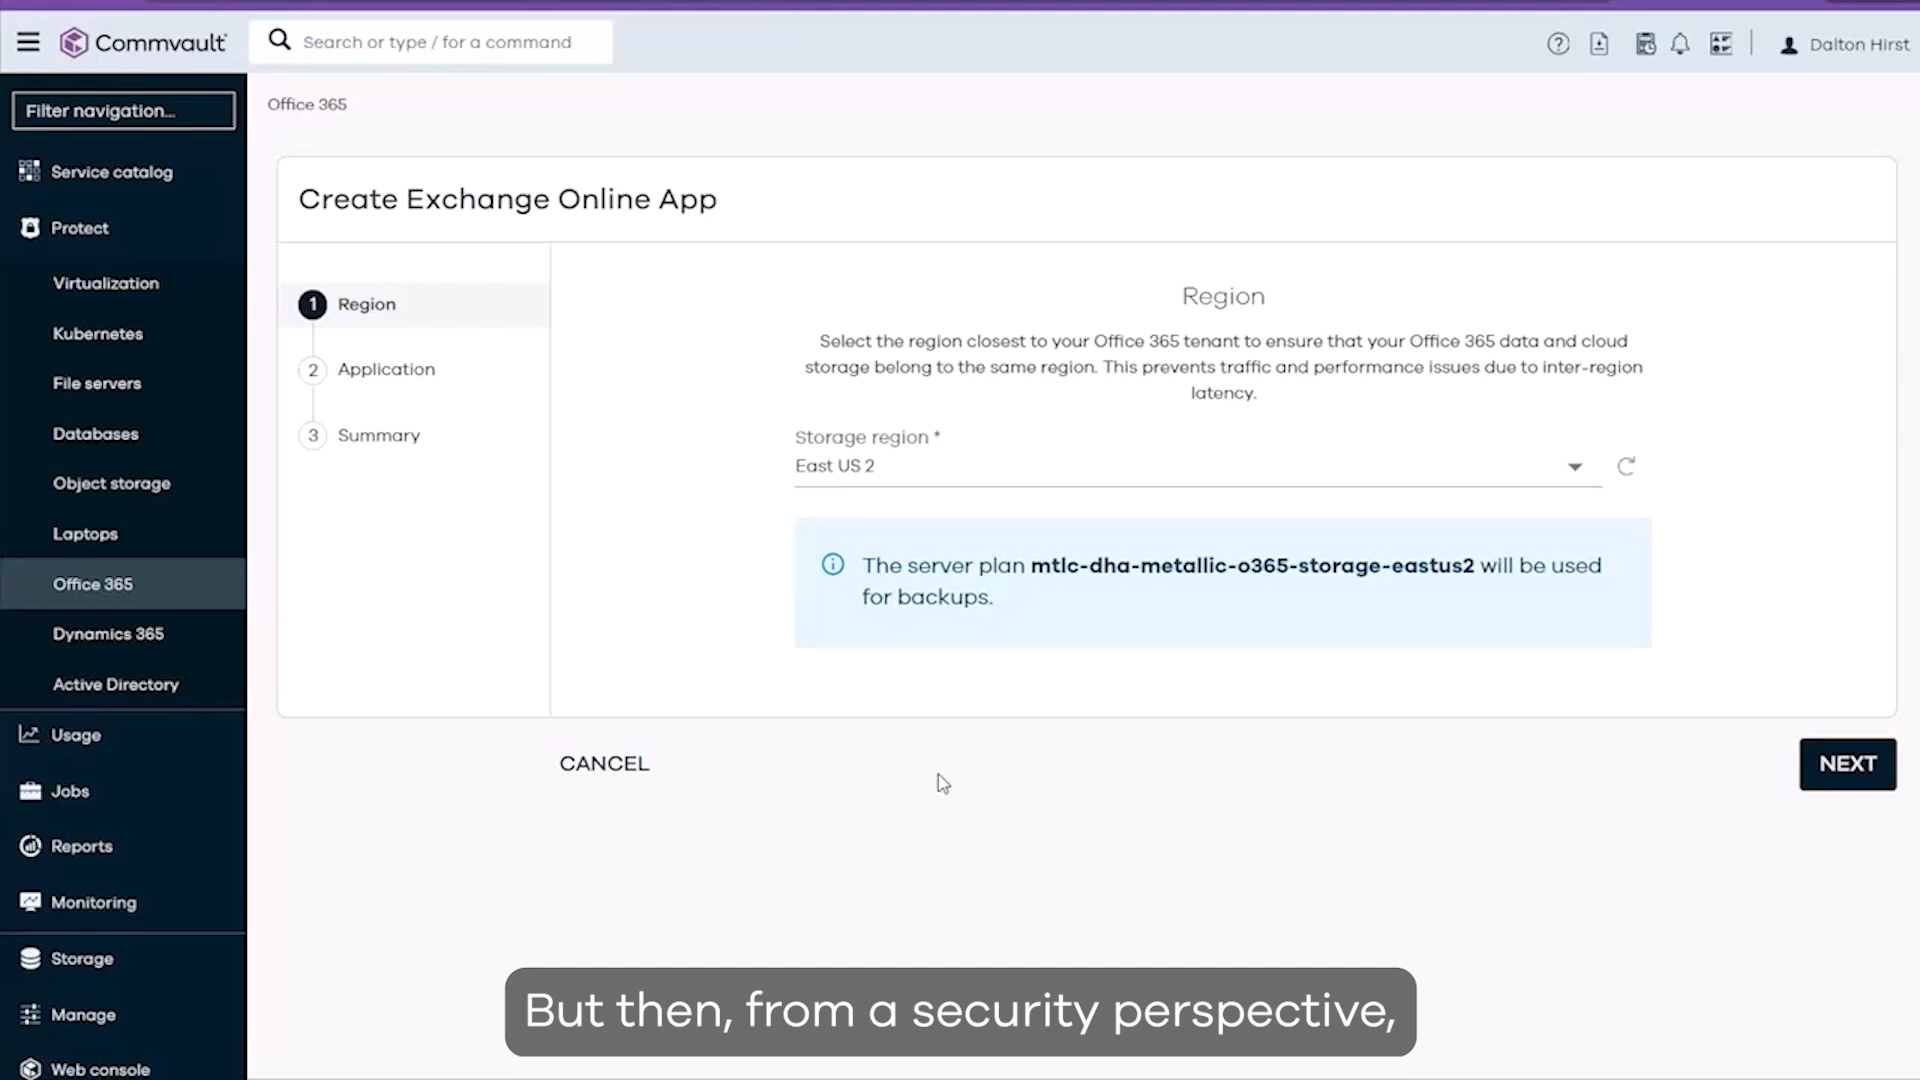 Commvault
Search or type / for a command
Dalton Hirst
Filter navigation...
Service catalog
Protect
Virtualization
Kubernetes
File servers
Databases
Object storage
Laptops
Office 365
Dynamics 365
Active Directory
Usage
Jobs
Reports
Monitoring
Storage
Manage
Web console
Office 365
Create Exchange Online App
1 Region
2 Application
3 Summary
Region
Select the region closest to your Office 365 tenant to ensure that your Office 365 data and cloud
storage belong to the same region. This prevents traffic and performance issues due to inter-region
latency.
Storage region *
East US 2
The server plan mtlc-dha-metallic-o365-storage-eastus2 will be used
for backups.
CANCEL
NEXT
But then, from a security perspective,